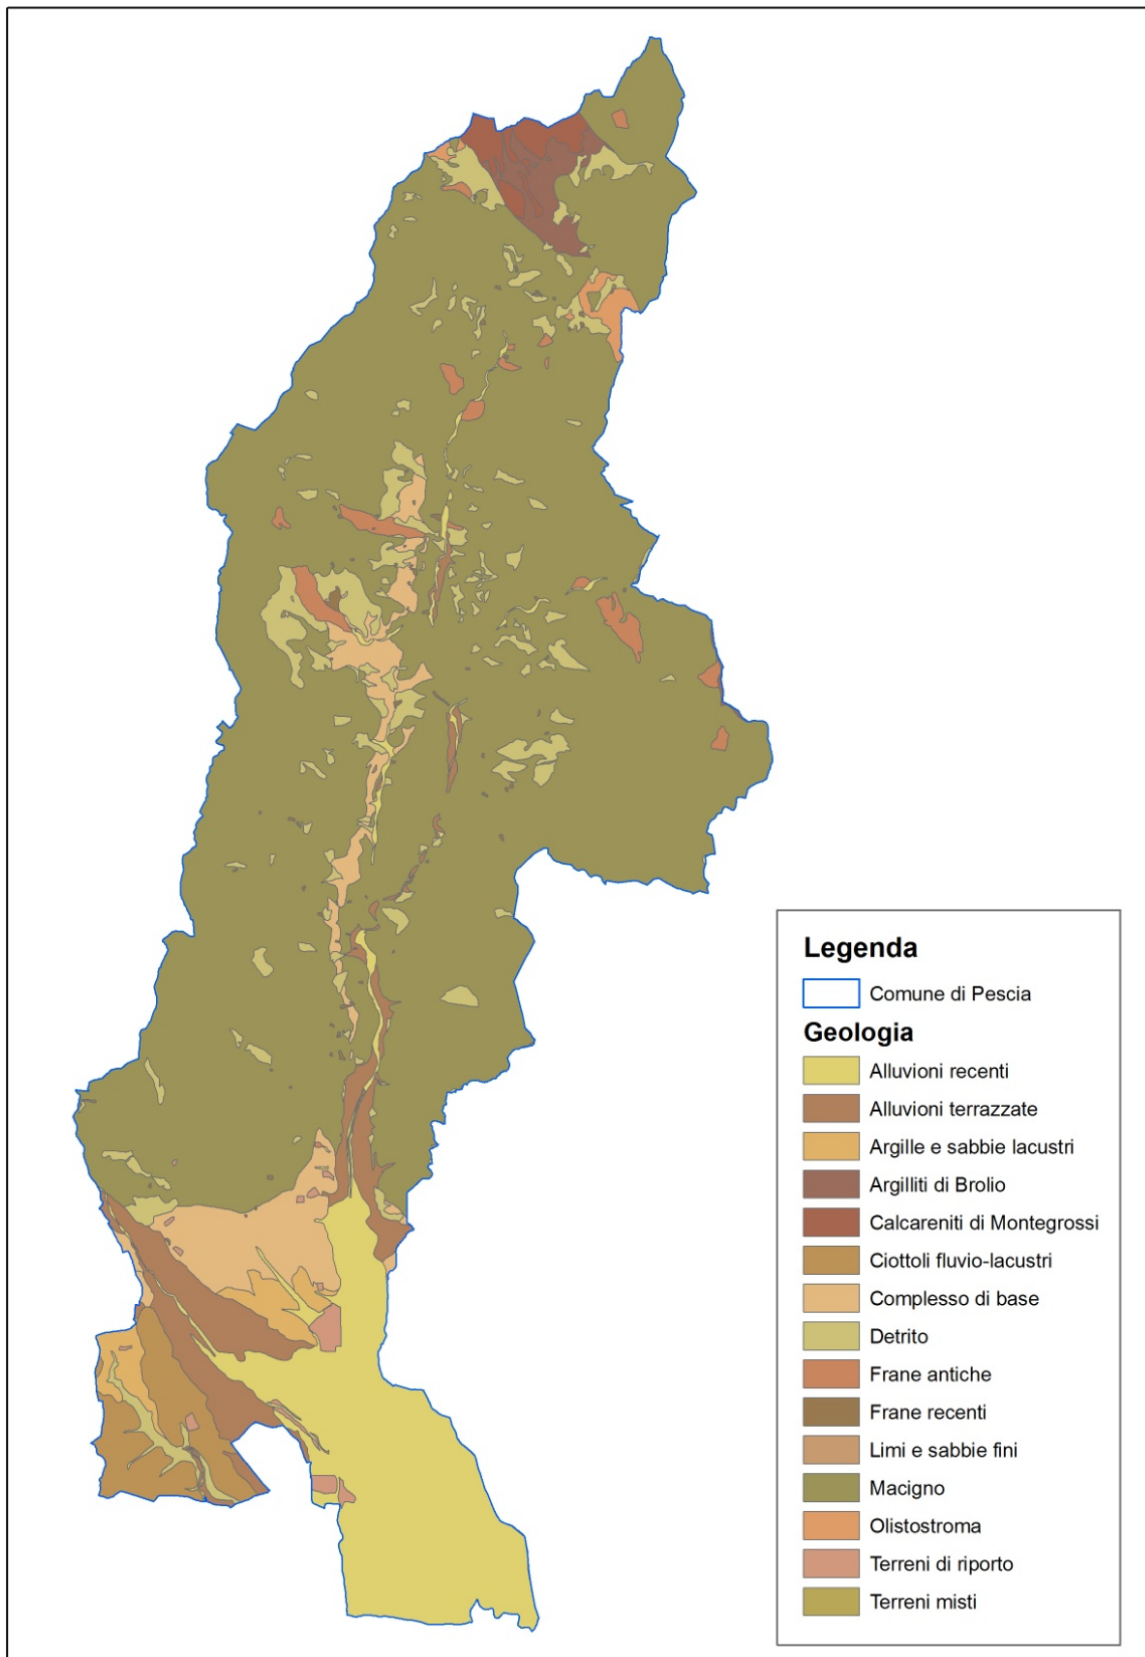 Legenda
Comune di Pescia
Geologia
Alluvioni recenti
Alluvioni terrazzate
Argille e sabbie lacustri
Argilliti di Brolio
Calcareniti di Montegrossi
Ciottoli fluvio-lacustri
Complesso di base
Detrito
Frane antiche
Frane recenti
Limi e sabbie fini
Macigno
Olistostroma
Terreni di riporto
Terreni misti